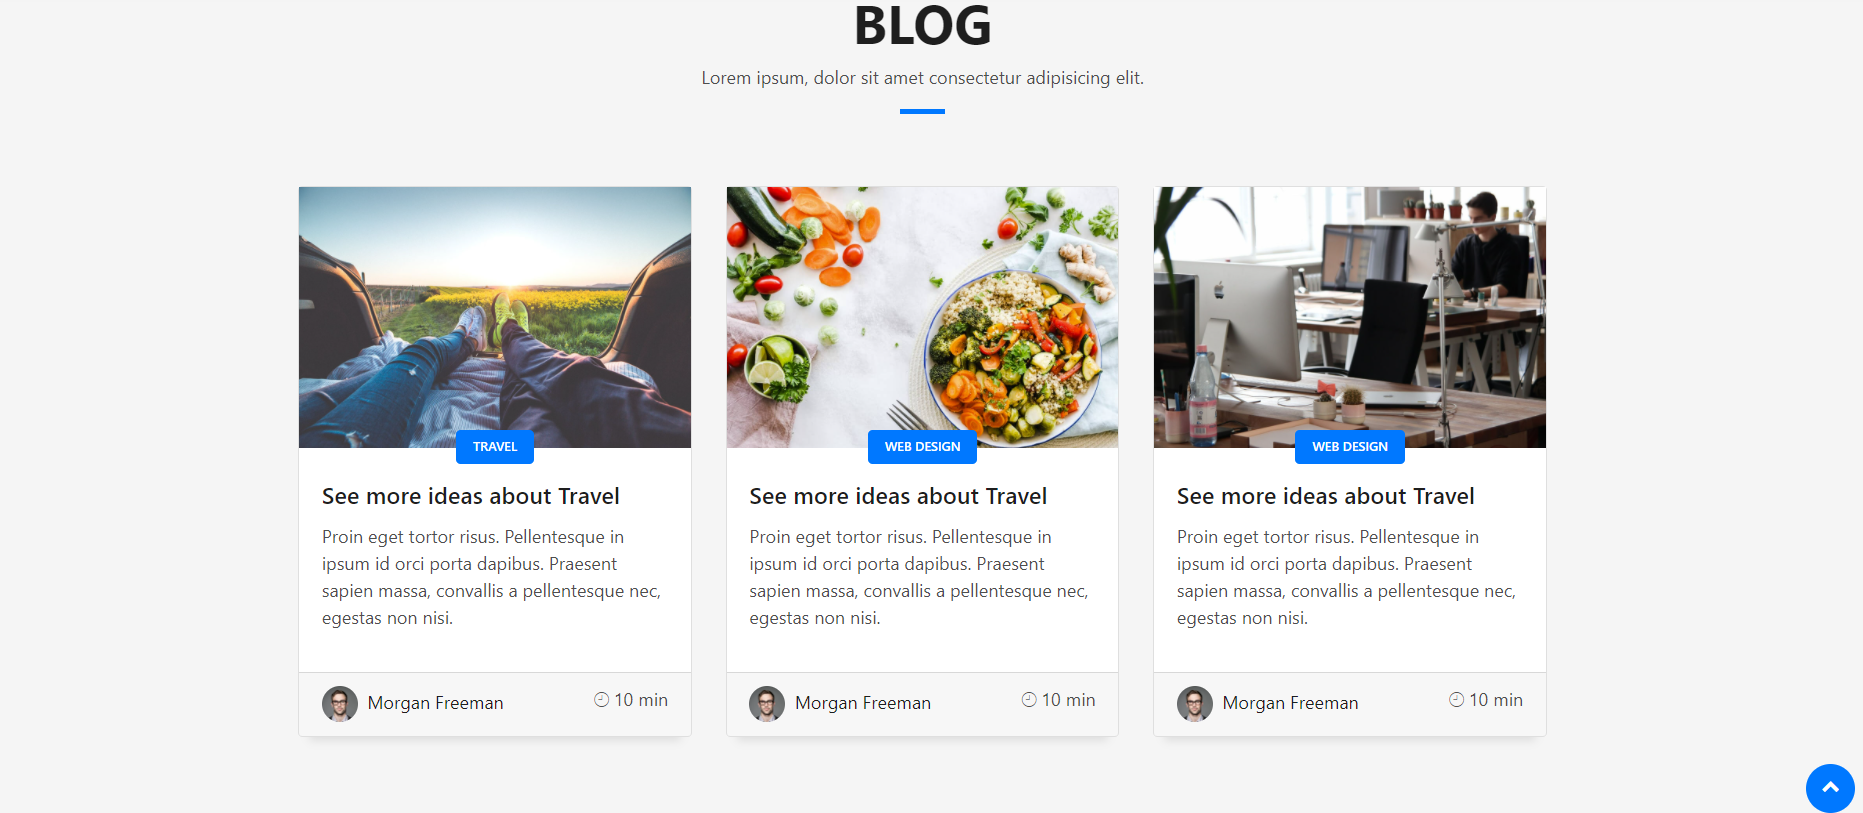 BLOG
Lorem ipsum, dolor sit amet consectetur adipisicing elit.
TRAVEL
See more ideas about Travel
Proin eget tortor risus. Pellentesque in
ipsum id orci porta dapibus. Praesent
sapien massa, convallis a pellentesque nec,
egestas non nisi.
Morgan Freeman
10 min
WEB DESIGN
See more ideas about Travel
Proin eget tortor risus. Pellentesque in
ipsum id orci porta dapibus. Praesent
sapien massa, convallis a pellentesque nec,
egestas non nisi.
Morgan Freeman
10 min
WEB DESIGN
See more ideas about Travel
Proin eget tortor risus. Pellentesque in
ipsum id orci porta dapibus. Praesent
sapien massa, convallis a pellentesque nec,
egestas non nisi.
Morgan Freeman
10 min